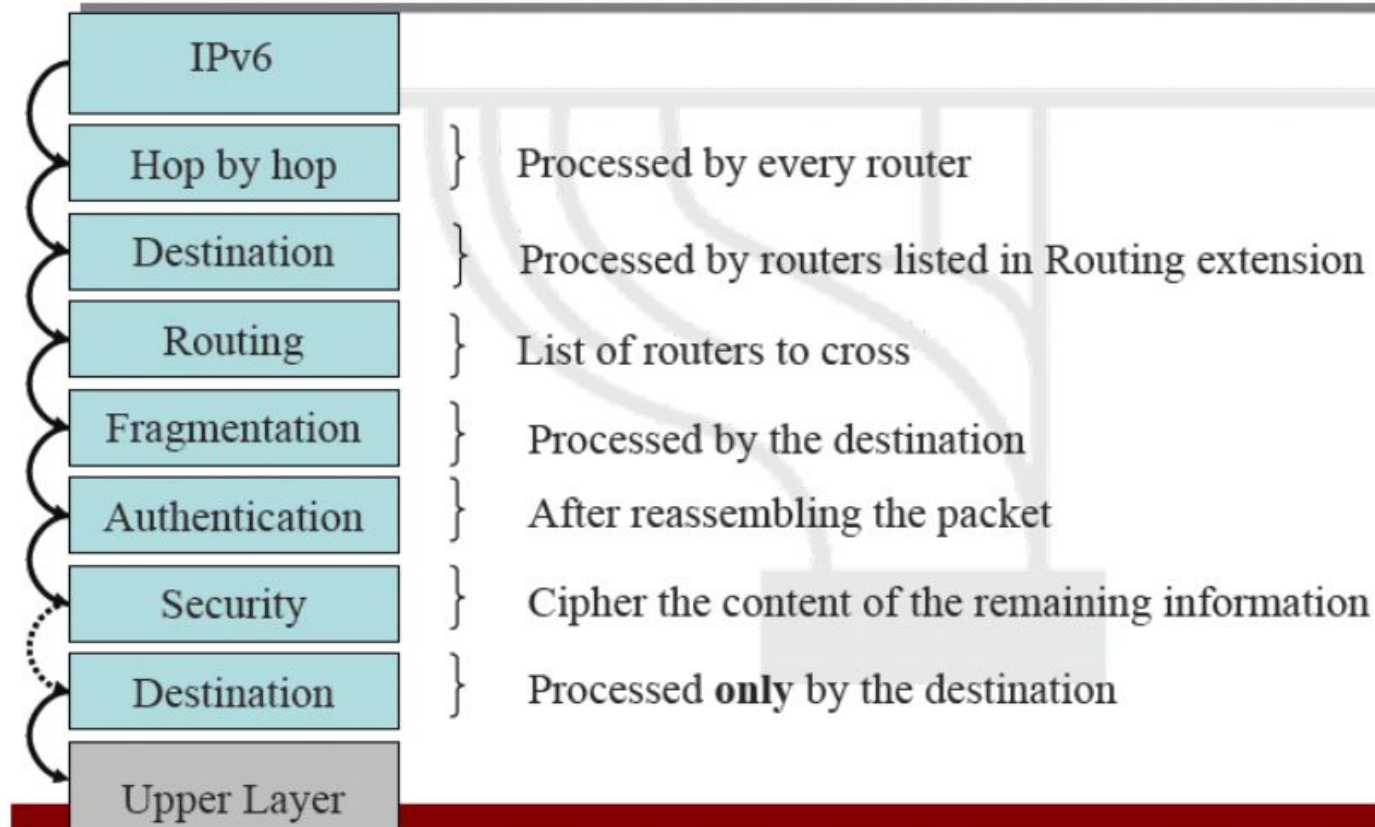 IPv6
Hop by hop } Processed by every router
Destination } Processed by routers listed in Routing extension
Routing } List of routers to cross
Fragmentation } Processed by the destination
Authentication } After reassembling the packet
Security } Cipher the content of the remaining information
Destination } Processed only by the destination
Upper Layer